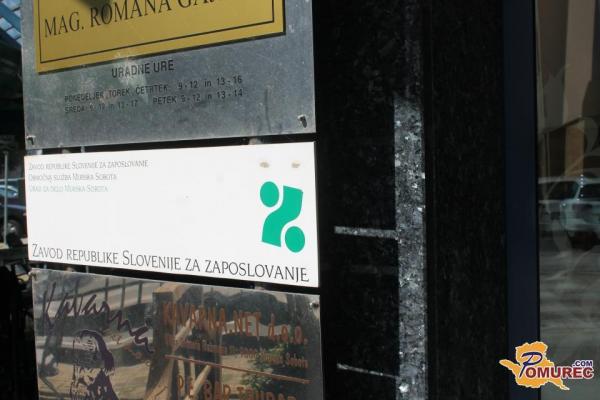 MAG. ROMANA
URADNE URE
PONEDELJEK, TOREK, ČETRTEK: 9 - 12 in 13 - 16
SREDA: 9 - 12 in 13 - 17 PETEK: 9 - 12 in 13 - 14
ZAVOD REPUBLIKE SLOVENIJE ZA ZAPOSLOVANJE
OBMOČNA SLUŽBA MURSKA SOBOTA
URAD ZA DELO MURSKA SOBOTA
ZAVOD REPUBLIKE SLOVENIJE ZA ZAPOSLOVANJE
Kavarna
KAVARNA.NET d.o.o.
POMUREC.COM